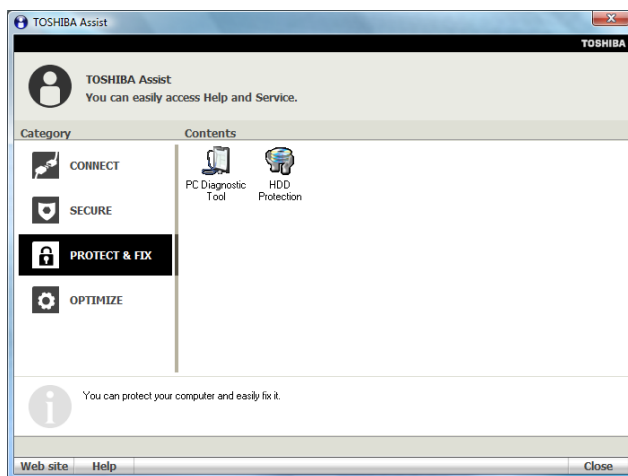 TOSHIBA Assist
TOSHIBA
TOSHIBA Assist
You can easily access Help and Service.
Category
Contents
CONNECT
SECURE
PROTECT & FIX
OPTIMIZE
PC Diagnostic
Tool
HDD
Protection
You can protect your computer and easily fix it.
Web site
Help
Close